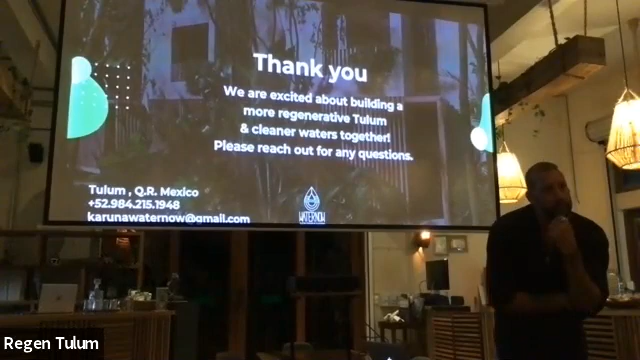 Thank you
We are excited about building a
more regenerative Tulum
& cleaner waters together!
Please reach out for any questions.
Tulum , Q.R. Mexico
+52.984.215.1948
karunawaternow@gmail.com
WATERNOW
Regen Tulum